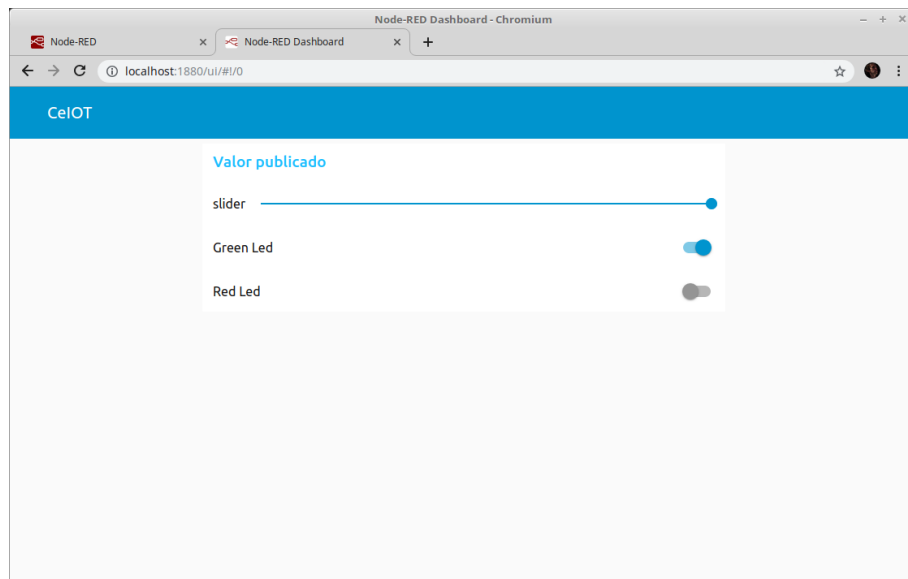 Node-RED Dashboard - Chromium
Node-RED
Node-RED Dashboard
localhost:1880/ui/#!/0
CeIOT
Valor publicado
slider
Green Led
Red Led